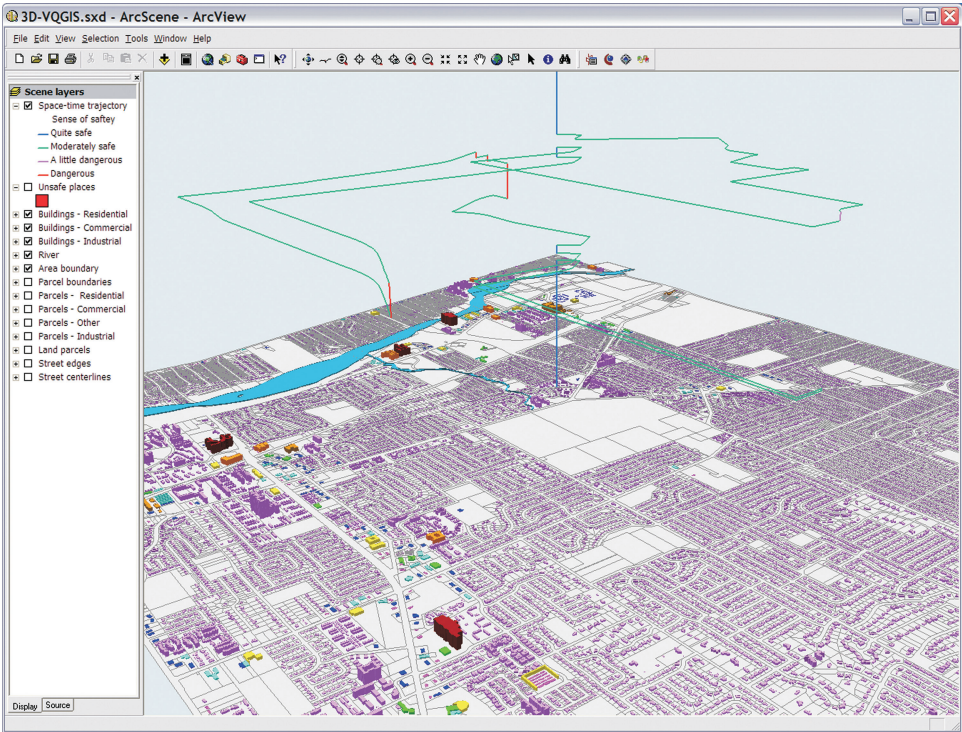 3D-VQGIS.sxd - ArcScene - ArcView
File Edit View Selection Tools Window Help
Scene layers
Space-time trajectory
Sense of saftey
Quite safe
Moderately safe
A little dangerous
Dangerous
Unsafe places
Buildings - Residential
Buildings - Commercial
Buildings - Industrial
River
Area boundary
Parcel boundaries
Parcels - Residential
Parcels - Commercial
Parcels - Other
Parcels - Industrial
Land parcels
Street edges
Street centerlines
Display Source